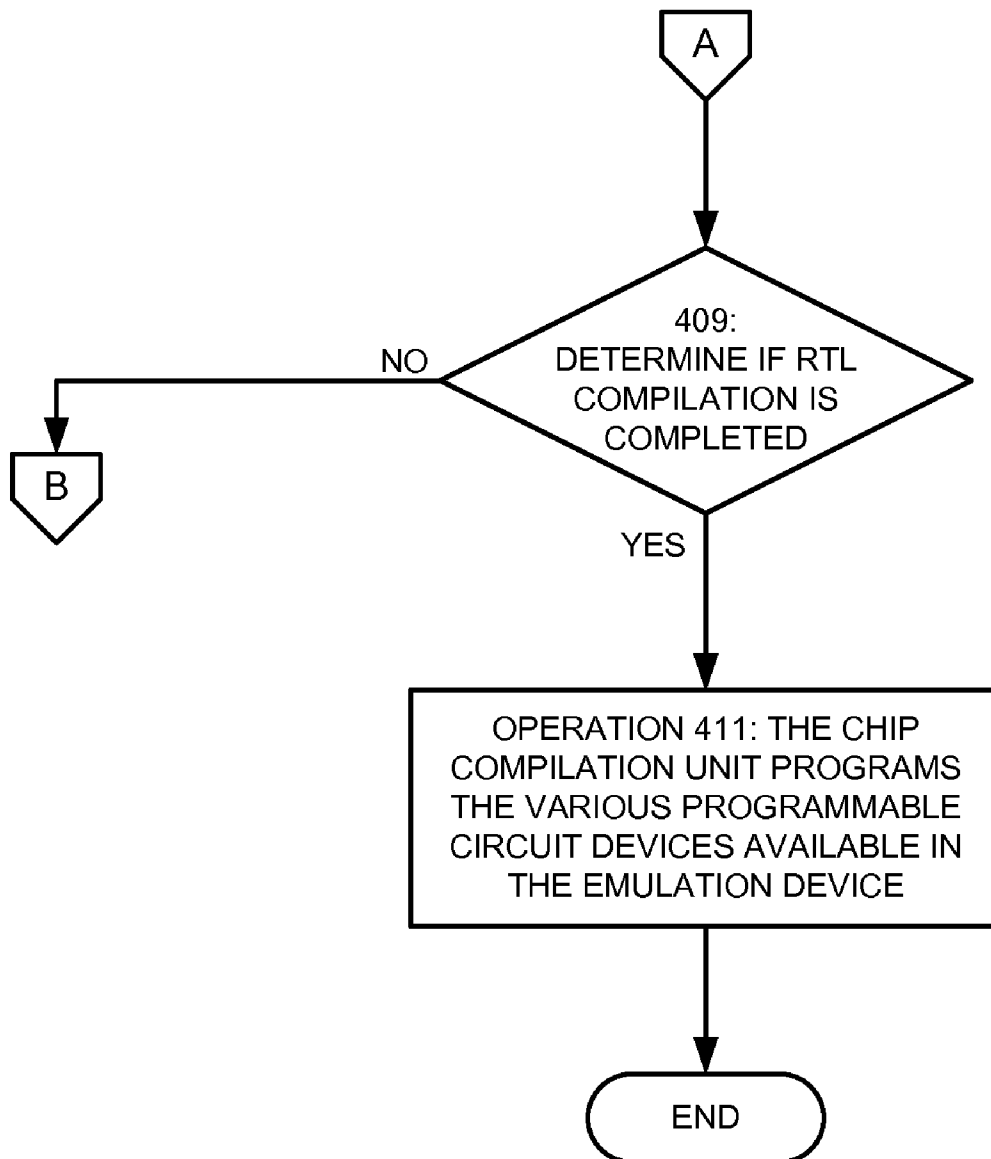 A
409:
DETERMINE IF RTL
COMPILATION IS
COMPLETED
NO
B
YES
OPERATION 411: THE CHIP
COMPILATION UNIT PROGRAMS
THE VARIOUS PROGRAMMABLE
CIRCUIT DEVICES AVAILABLE IN
THE EMULATION DEVICE
END